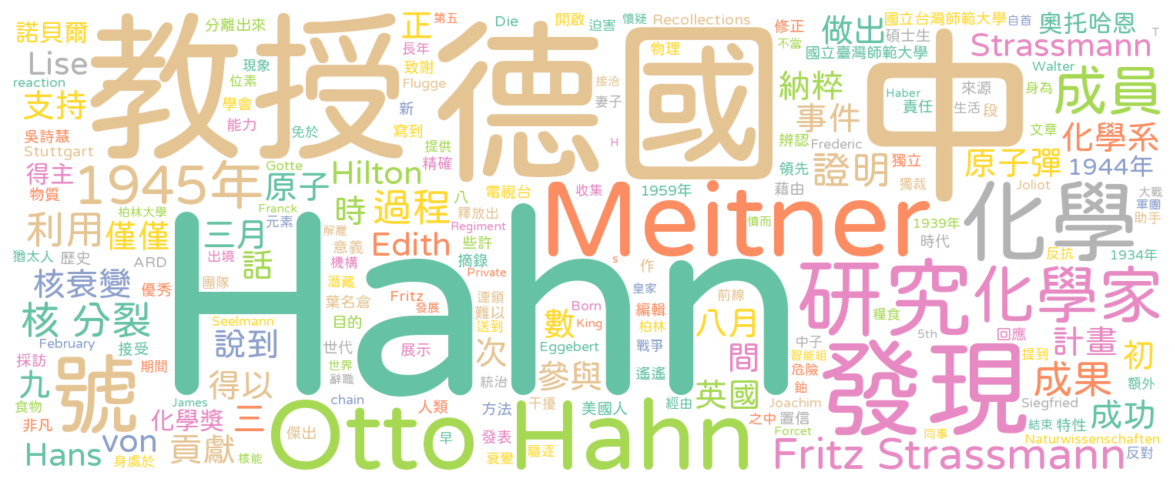 諾貝爾
分離出來
正
第五
Die
開啟
迫害
懷疑
Recollections
做出
國立台灣師範大學
自首
奧托哈恩
Lise
位素
現象
長年
致謝
物理
修正
碩士生
國立臺灣師範大學
Strassmann
T
教授
德國
中
reaction
支持
學會
能力
Flugge
新
接洽
妻子
納粹
Haber
責任
來源
生活
段
Walter
身為
成員
吳詩慧
Stuttgart
免於
寫到
提供
精確
H
事件
辨認
Frederic
領先
獨立
文章
化學系
得主
物質
1945年
Gotte
原子
Hilton
八
電視台
收集
1959年
證明
藉由
獨裁
原子彈
Joliot
1944年
大戰
軍團
助手
利用
僅僅
柏林大學
Franck
元素
三月
時
過程
釋放出
Regiment
Meitner
僨而
1939年
時代
化學
反抗
1934年
猶太人
歷史
ARD
出境
話
解離
意義
機構
Edith
些許
摘錄
Private
s
作
皇家
前線
研究
化學家
核衰變
優秀
團隊
潛藏
葉名倉
Fritz
發展
連鎖
難以
送到
Born
King
編輯
柏林
八月
糧食
5th
回應
計畫
核 分裂
February
接受
Seelmann
說到
目的
世代
展示
次
數
Eggebert
戰爭
遙遙
間
中子
智能組
危險
提到
初
採訪
期間
號
得以
世界
辭職
統治
參與
英國
鈾
Joachim
發現
成果
額外
Siegfried
九
食物
非凡
James
化學獎
三
chain
人類
方法
干擾
美國人
經由
之中
置信
Forcet
結束
特性
成功
Hans
von
身處於
貢獻
核能
傑出
Otto Hahn
早
發表
衰變
驅逐
Hahn
Fritz Strassmann
同事
Naturwissenschaften
反對